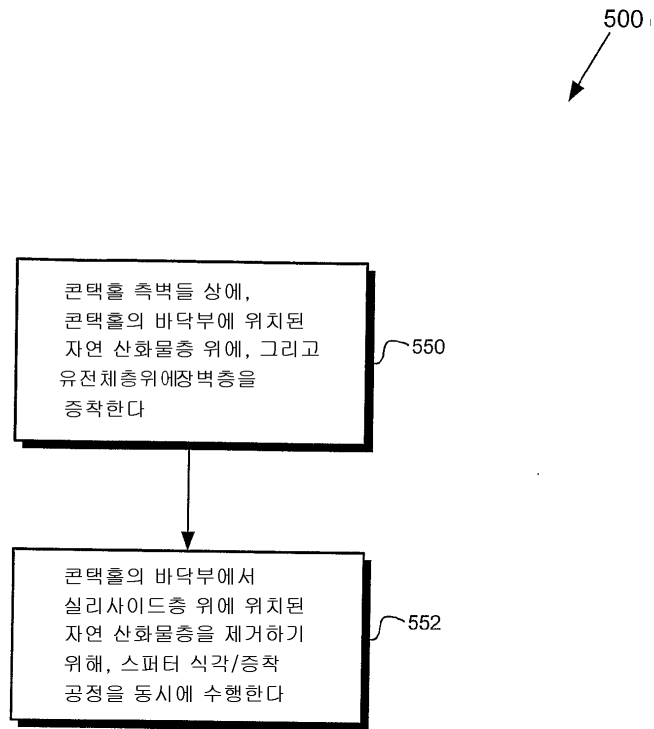 500
콘택홀 측벽들 상에,
콘택홀의 바닥부에 위치된
자연 산화물층 위에, 그리고
유전체층위에장벽층을
증착한다
550
콘택홀의 바닥부에서
실리사이드층 위에 위치된
자연 산화물층을 제거하기
위해, 스퍼터 식각/증착
공정을 동시에 수행한다
552